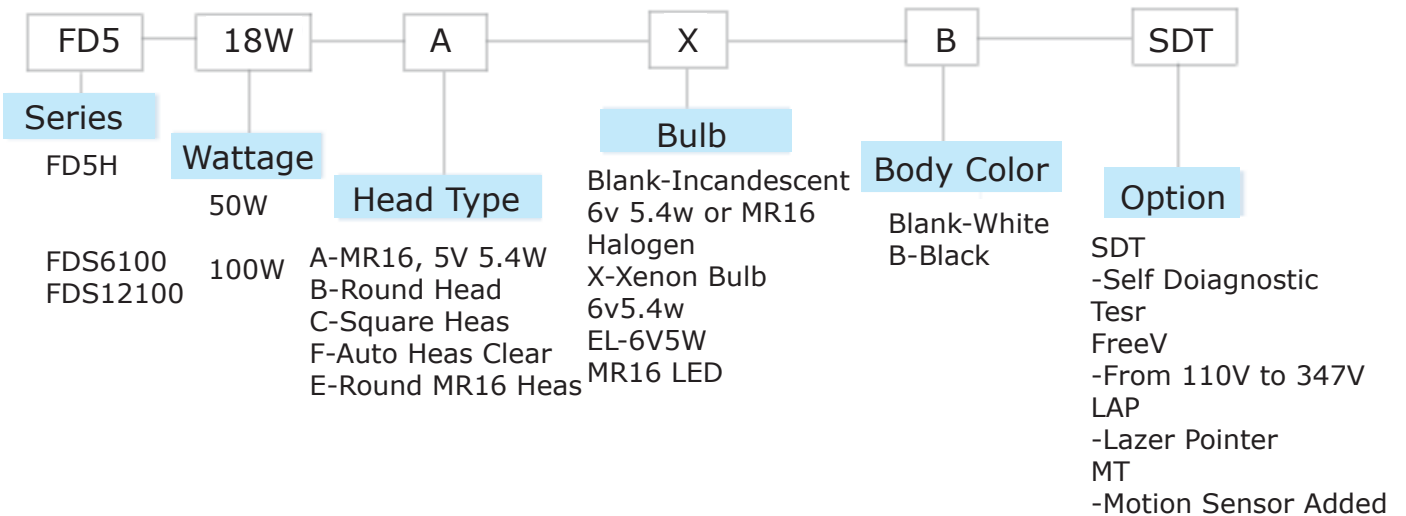 FD5
18W
A
X
B
SDT
Series
FD5H
FDS6100
FDS12100
Wattage
50W
100W
Head Type
A-MR16, 5V 5.4W
B-Round Head
C-Square Heas
F-Auto Heas Clear
E-Round MR16 Heas
Bulb
Blank-Incandescent
6v 5.4w or MR16
Halogen
X-Xenon Bulb
6v5.4w
EL-6V5W
MR16 LED
Body Color
Blank-White
B-Black
Option
SDT
-Self Doiagnostic
Tesr
FreeV
-From 110V to 347V
LAP
-Lazer Pointer
MT
-Motion Sensor Added